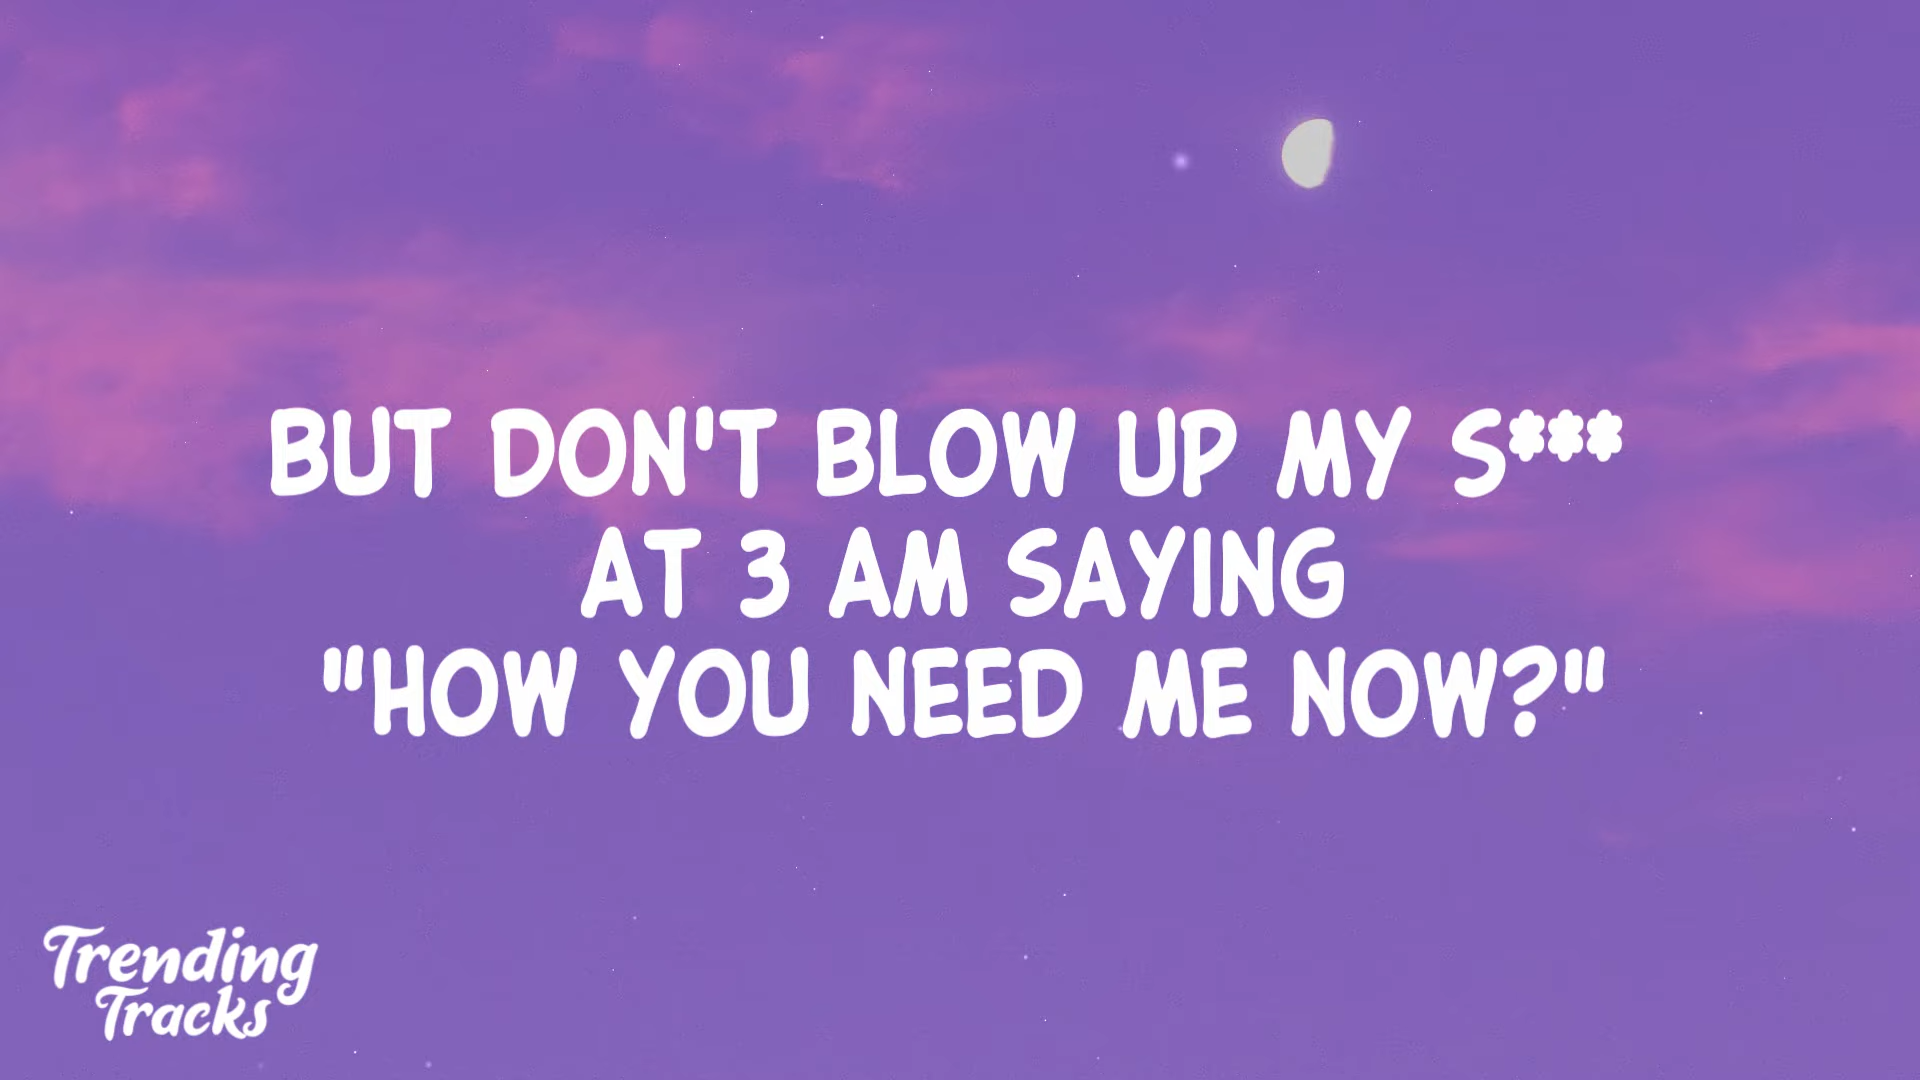 BUT DON'T BLOW UP MY S***
AT 3 AM SAYING
"HOW YOU NEED ME NOW?"
Trending
Tracks